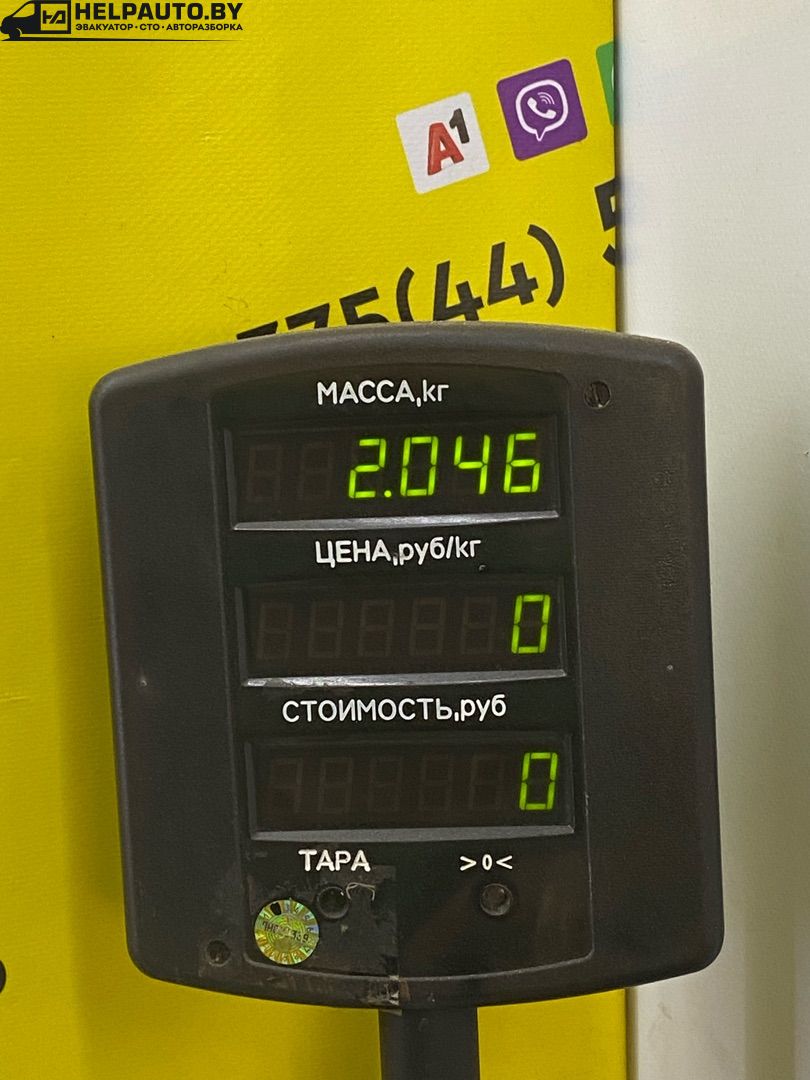 HELPAUTO.BY
ЭВАКУАТОР•СТО•АВТОРАЗБОРКА
A1
375(44) 5
МАССА,кг
2.046
ЦЕНА,руб/кг
0
СТОИМОСТЬ,руб
0
ТАРА >0<